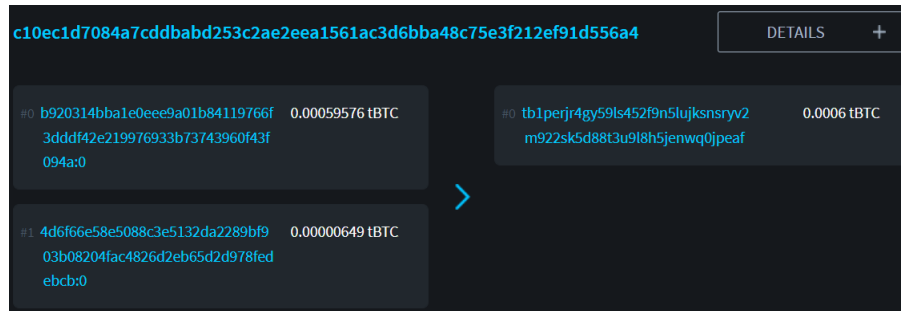 c10ec1d7084a7cddbabd253c2ae2eea1561ac3d6bba48c75e3f212ef91d556a4
DETAILS +
#0 b920314bba1e0eee9a01b84119766f 0.00059576 tBTC
3dddf42e219976933b73743960f43f
094a:0
#1 4d6f66e58e5088c3e5132da2289bf9 0.00000649 tBTC
03b08204fac4826d2eb65d2d978fed
ebcb:0
#0 tb1perjr4gy59ls452f9n5lujksnsryv2 0.0006 tBTC
m922sk5d88t3u9l8h5jenwq0jpeaf